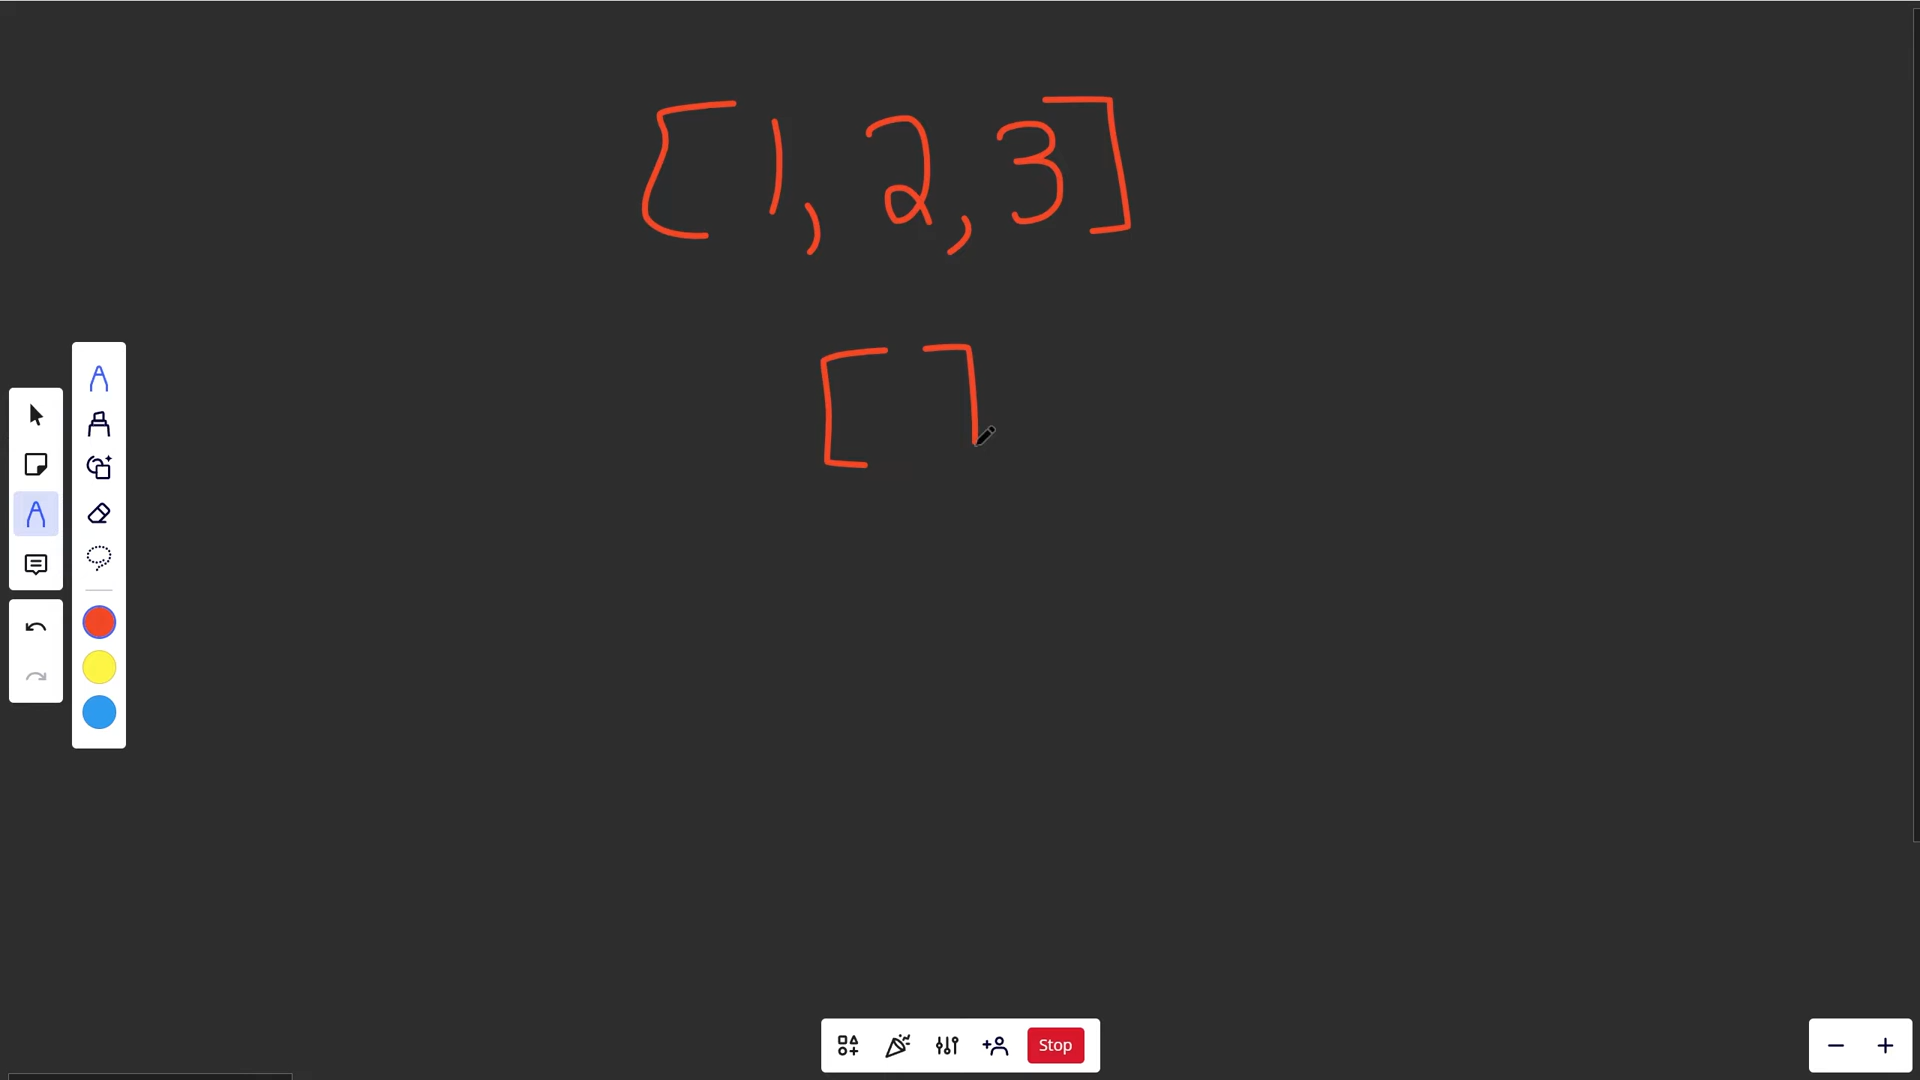 [1, 2, 3]
[ ]
Stop